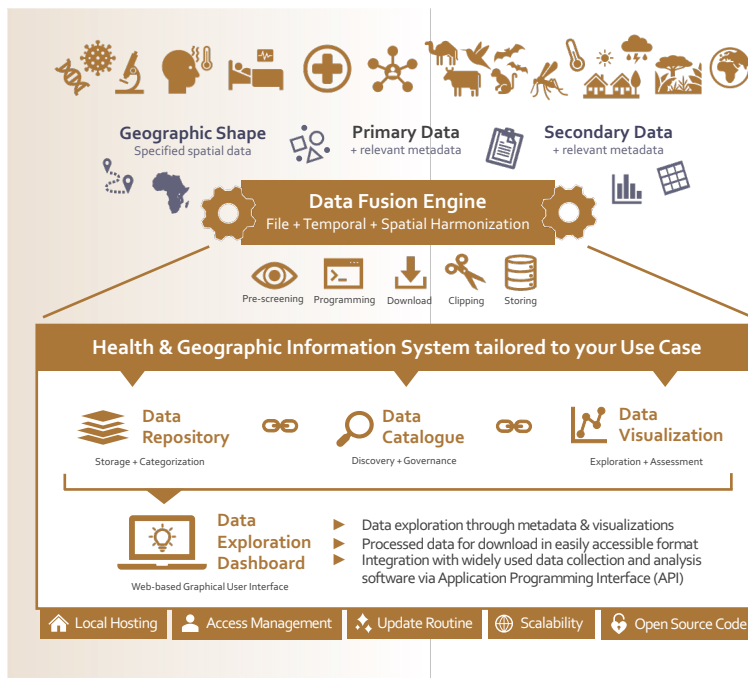 Geographic Shape
Specified spatial data
Primary Data
+ relevant metadata
Secondary Data
+ relevant metadata
Data Fusion Engine
File + Temporal + Spatial Harmonization
Pre-screening
Programming
Download
Clipping
Storing
Health & Geographic Information System tailored to your Use Case
Data
Repository
Storage + Categorization
Data
Catalogue
Discovery + Governance
Data
Visualization
Exploration + Assessment
Data
Exploration
Dashboard
Web-based Graphical User Interface
Data exploration through metadata & visualizations
Processed data for download in easily accessible format
Integration with widely used data collection and analysis
software via Application Programming Interface (API)
Local Hosting
Access Management
Update Routine
Scalability
Open Source Code